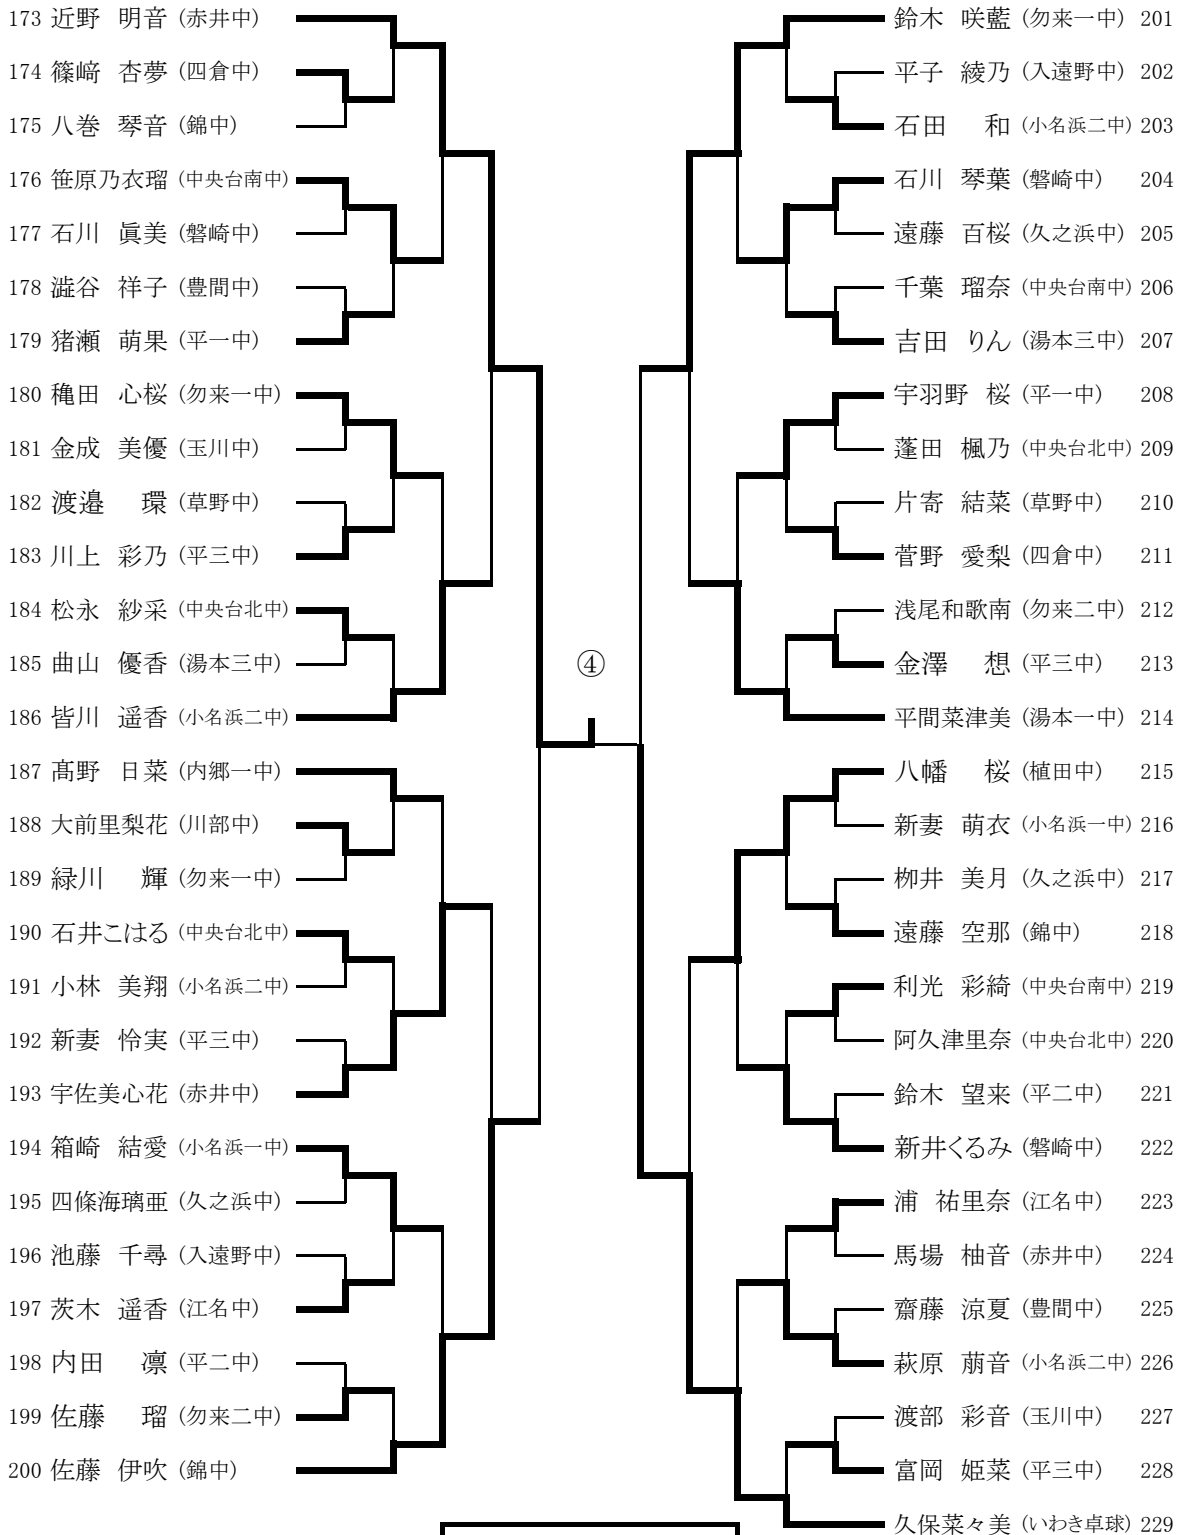 173 近野 明音 (赤井中)
174 篠﨑 杏夢 (四倉中)
175 八巻 琴音 (錦中)
176 笹原乃衣瑠 (中央台南中)
177 石川 眞美 (磐崎中)
178 澁谷 祥子 (豊間中)
179 猪瀬 萌果 (平一中)
180 穐田 心桜 (勿来一中)
181 金成 美優 (玉川中)
182 渡邉 環 (草野中)
183 川上 彩乃 (平三中)
184 松永 紗采 (中央台北中)
185 曲山 優香 (湯本三中)
186 皆川 遥香 (小名浜二中)
187 髙野 日菜 (内郷一中)
188 大前里梨花 (川部中)
189 緑川 輝 (勿来一中)
190 石井こはる (中央台北中)
191 小林 美翔 (小名浜二中)
192 新妻 怜実 (平三中)
193 宇佐美心花 (赤井中)
194 箱崎 結愛 (小名浜一中)
195 四條海璃亜 (久之浜中)
196 池藤 千尋 (入遠野中)
197 茨木 遥香 (江名中)
198 内田 凛 (平二中)
199 佐藤 瑠 (勿来二中)
200 佐藤 伊吹 (錦中)
④
鈴木 咲藍 (勿来一中) 201
平子 綾乃 (入遠野中) 202
石田 和 (小名浜二中) 203
石川 琴葉 (磐崎中) 204
遠藤 百桜 (久之浜中) 205
千葉 瑠奈 (中央台南中) 206
吉田 りん (湯本三中) 207
宇羽野 桜 (平一中) 208
蓬田 楓乃 (中央台北中) 209
片寄 結菜 (草野中) 210
菅野 愛梨 (四倉中) 211
浅尾和歌南 (勿来二中) 212
金澤 想 (平三中) 213
平間菜津美 (湯本一中) 214
八幡 桜 (植田中) 215
新妻 萌衣 (小名浜一中) 216
栁井 美月 (久之浜中) 217
遠藤 空那 (錦中) 218
利光 彩綺 (中央台南中) 219
阿久津里奈 (中央台北中) 220
鈴木 望来 (平二中) 221
新井くるみ (磐崎中) 222
浦 祐里奈 (江名中) 223
馬場 柚音 (赤井中) 224
齋藤 涼夏 (豊間中) 225
萩原 萠音 (小名浜二中) 226
渡部 彩音 (玉川中) 227
富岡 姫菜 (平三中) 228
久保菜々美 (いわき卓球) 229